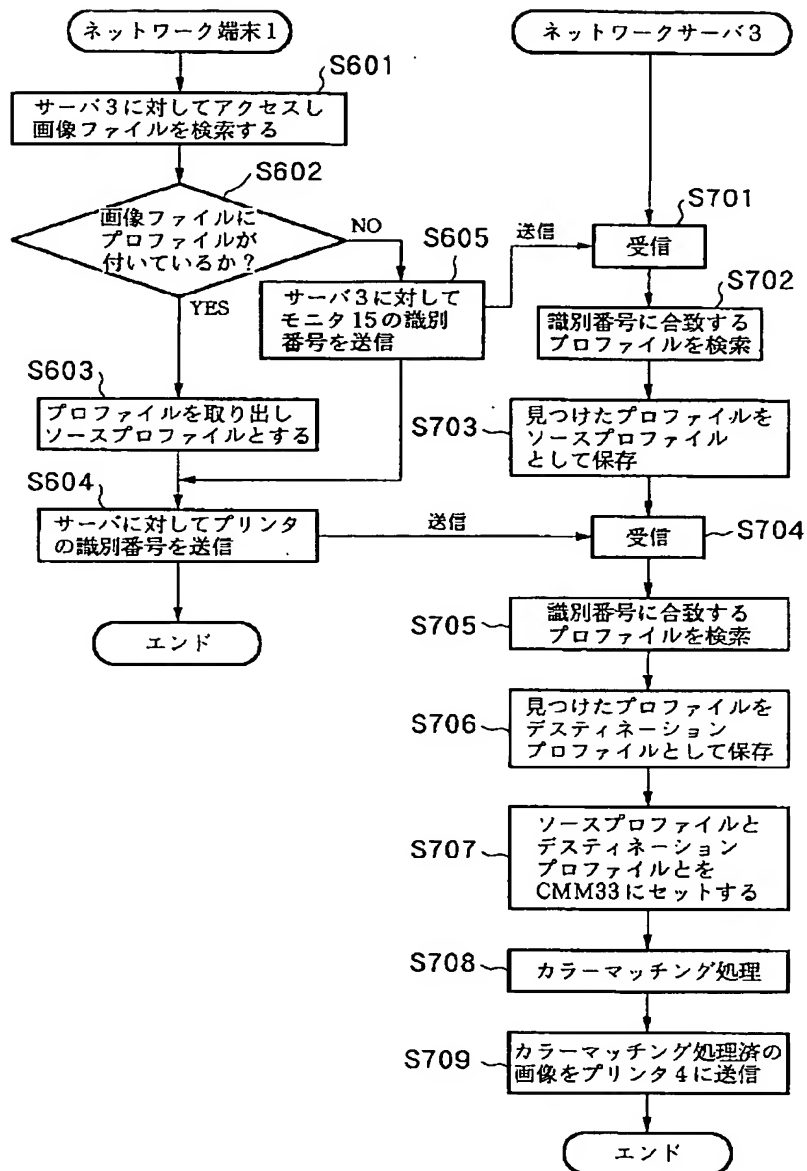 ネットワーク端末1
S601
サーバ3に対してアクセスし
画像ファイルを検索する
S602
画像ファイルに
プロファイルが
付いているか?
NO
YES
S605
サーバ3に対して
モニタ15の識別
番号を送信
送信
S603
プロファイルを取り出し
ソースプロファイルとする
S604
サーバに対してプリンタ
の識別番号を送信
送信
エンド
ネットワークサーバ3
S701
受信
S702
識別番号に合致する
プロファイルを検索
S703
見つけたプロファイルを
ソースプロファイル
として保存
受信
S704
S705
識別番号に合致する
プロファイルを検索
S706
見つけたプロファイルを
デスティネーション
プロファイルとして保存
S707
ソースプロファイルと
デスティネーション
プロファイルとを
CMM33にセットする
S708
カラーマッチング処理
S709
カラーマッチング処理済の
画像をプリンタ4に送信
エンド